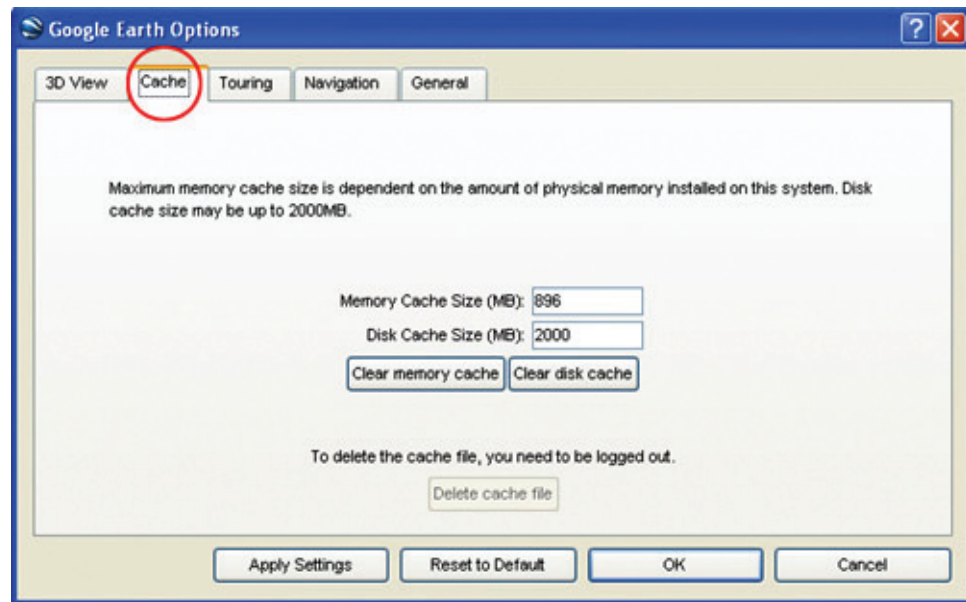 Google Earth Options
3D View Cache Touring Navigation General
Maximum memory cache size is dependent on the amount of physical memory installed on this system. Disk
cache size may be up to 2000MB.
Memory Cache Size (MB): 896
Disk Cache Size (MB): 2000
Clear memory cache Clear disk cache
To delete the cache file, you need to be logged out.
Delete cache file
Apply Settings Reset to Default OK Cancel